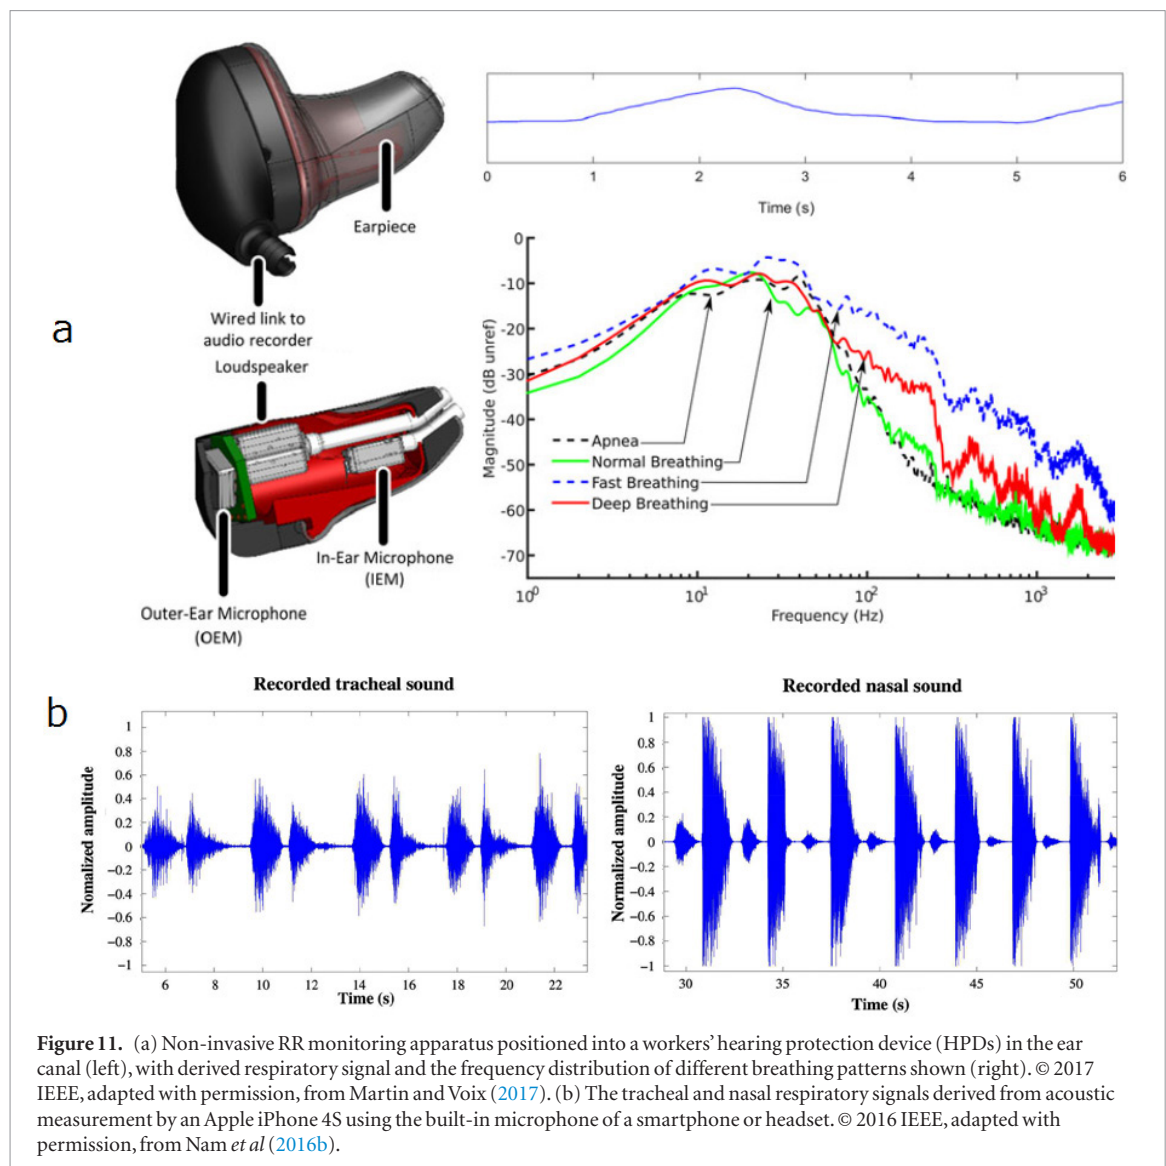 a
Earpiece
Wired link to
audio recorder
Loudspeaker
In-Ear Microphone
(IEM)
Outer-Ear Microphone
(OEM)
0 1 2 3 4 5 6
Time (s)
0
-10
-20
-30
-40
-50
-60
-70
Magnitude (dB unref)
Apnea
Normal Breathing
Fast Breathing
Deep Breathing
10⁰ 10¹ 10² 10³
Frequency (Hz)
b
Recorded tracheal sound
1
0.8
0.6
0.4
0.2
0
−0.2
−0.4
−0.6
−0.8
−1
Nomalized amplitude
6 8 10 12 14 16 18 20 22
Time (s)
Recorded nasal sound
1
0.8
0.6
0.4
0.2
0
−0.2
−0.4
−0.6
−0.8
−1
Normalized amplitude
30 35 40 45 50
Time (s)
Figure 11. (a) Non-invasive RR monitoring apparatus positioned into a workers’ hearing protection device (HPDs) in the ear
canal (left), with derived respiratory signal and the frequency distribution of different breathing patterns shown (right). © 2017
IEEE, adapted with permission, from Martin and Voix (2017). (b) The tracheal and nasal respiratory signals derived from acoustic
measurement by an Apple iPhone 4S using the built-in microphone of a smartphone or headset. © 2016 IEEE, adapted with
permission, from Nam et al (2016b).